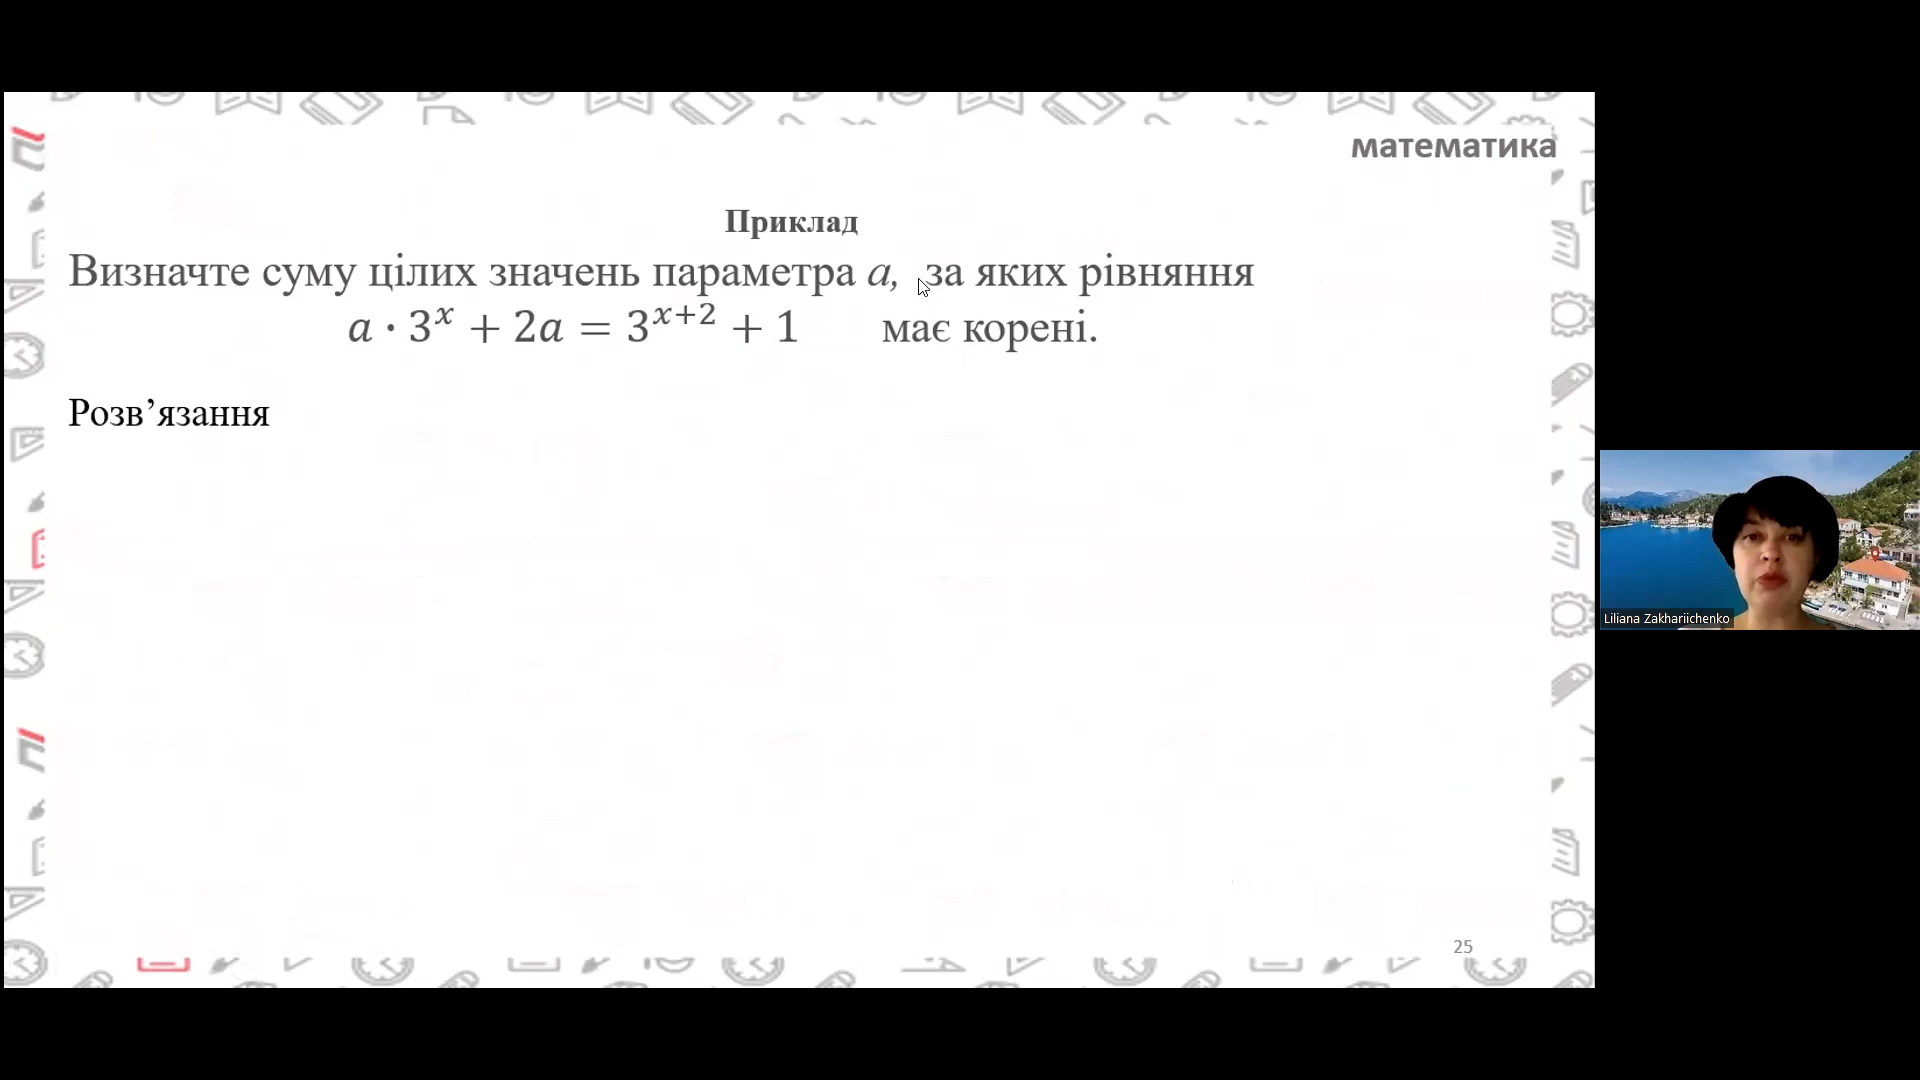 математика
Приклад
Визначте суму цілих значень параметра a, за яких рівняння
a · 3^x + 2a = 3^{x+2} + 1 має корені.
Розв’язання
Liliana Zakhariichenko
25